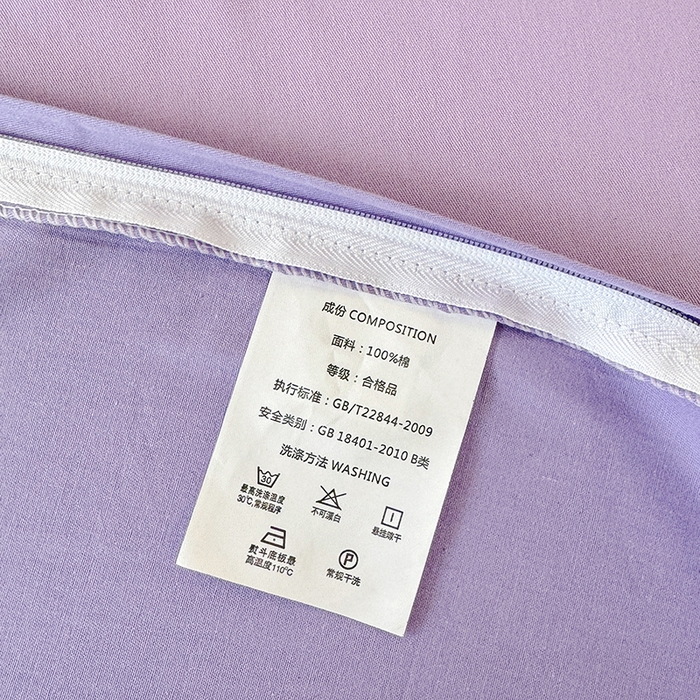 成份 COMPOSITION
面料：100%棉
等级：合格品
执行标准：GB/T22844-2009
安全类别：GB 18401-2010 B类
洗涤方法 WASHING
30
最高洗涤温度
30℃,常规程序
不可漂白
悬挂晾干
熨斗底板最
高温度110℃
P
常规干洗